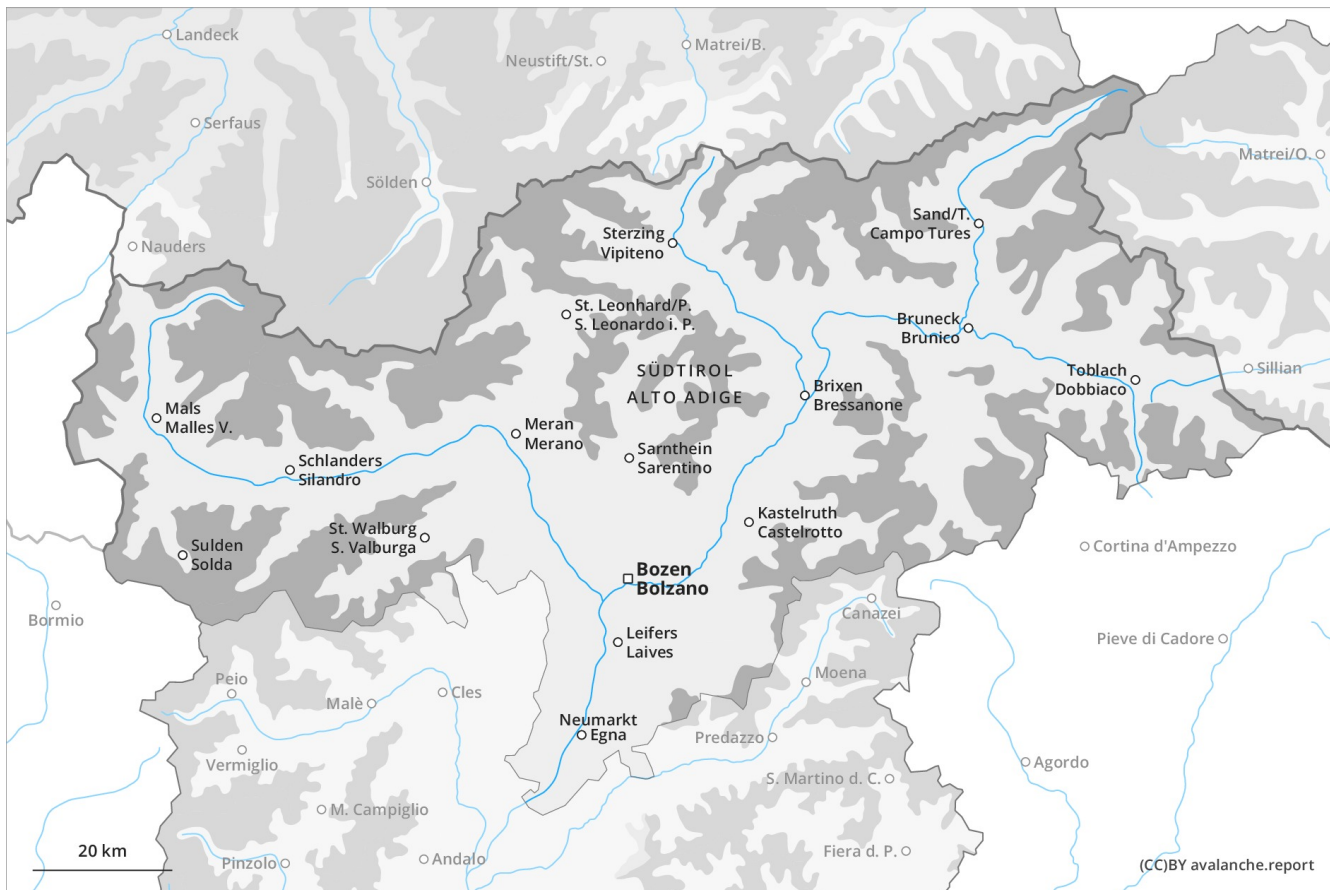 Landeck
Matrei/B.
Neustift/St.
Serfaus
Matrei/O.
Sölden
Sand/T.
Campo Tures
Nauders
Sterzing
Vipiteno
St. Leonhard/P.
S. Leonardo i. P.
Bruneck
Brunico
SÜDTIROL
ALTO ADIGE
Toblach
Dobbiaco
Sillian
Brixen
Bressanone
Mals
Malles V.
Meran
Merano
Schlanders
Silandro
Sarnthein
Sarentino
Kastelruth
Castelrotto
St. Walburg
S. Valburga
Sulden
Solda
Cortina d'Ampezzo
Bozen
Bolzano
Bormio
Canazei
Leifers
Laives
Pieve di Cadore
Peio
Moena
Malè
Cles
Neumarkt
Egna
Predazzo
Vermiglio
Agordo
S. Martino d. C.
M. Campiglio
20 km
Pinzolo
Andalo
Fiera d. P.
(CC)BY avalanche.report